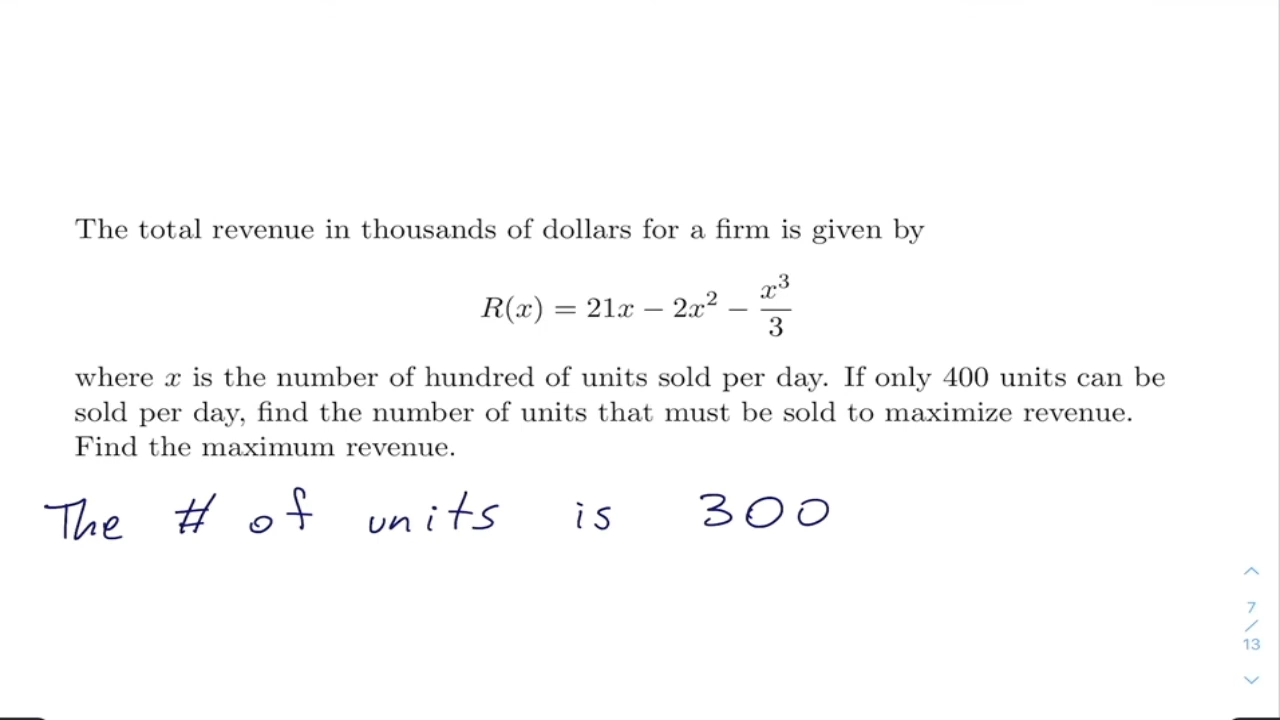 The total revenue in thousands of dollars for a firm is given by
R(x) = 21x − 2x² − x³/3
where x is the number of hundred of units sold per day. If only 400 units can be
sold per day, find the number of units that must be sold to maximize revenue.
Find the maximum revenue.
The # of units is 300
7
/
13